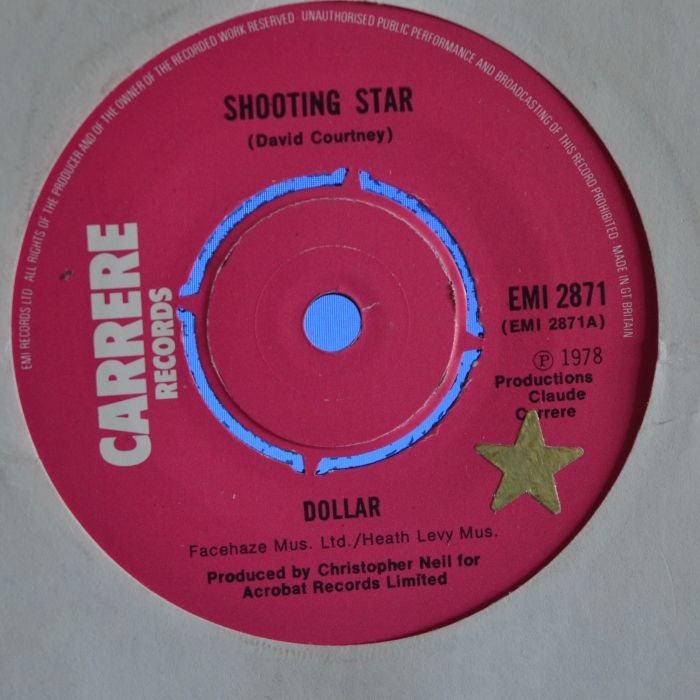 EMI RECORDS LTD ALL RIGHTS OF THE PRODUCER AND OF THE OWNER OF THE RECORDED WORK RESERVED UNAUTHORISED PUBLIC PERFORMANCE AND BROADCASTING OF THIS RECORD PROHIBITED MADE IN GT BRITAIN
SHOOTING STAR
(David Courtney)
CARRERE
RECORDS
EMI 2871
(EMI 2871A)
℗ 1978
Productions
Claude
Carrere
DOLLAR
Facehaze Mus. Ltd./Heath Levy Mus.
Produced by Christopher Neil for
Acrobat Records Limited